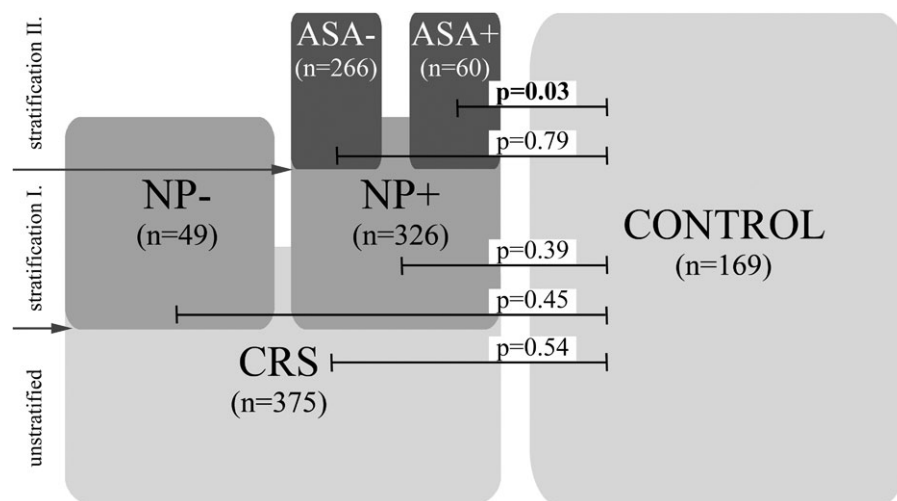 stratification II.
ASA-
(n=266)
ASA+
(n=60)
p=0.03
p=0.79
stratification I.
NP-
(n=49)
NP+
(n=326)
CONTROL
(n=169)
p=0.39
p=0.45
p=0.54
unstratified
CRS
(n=375)